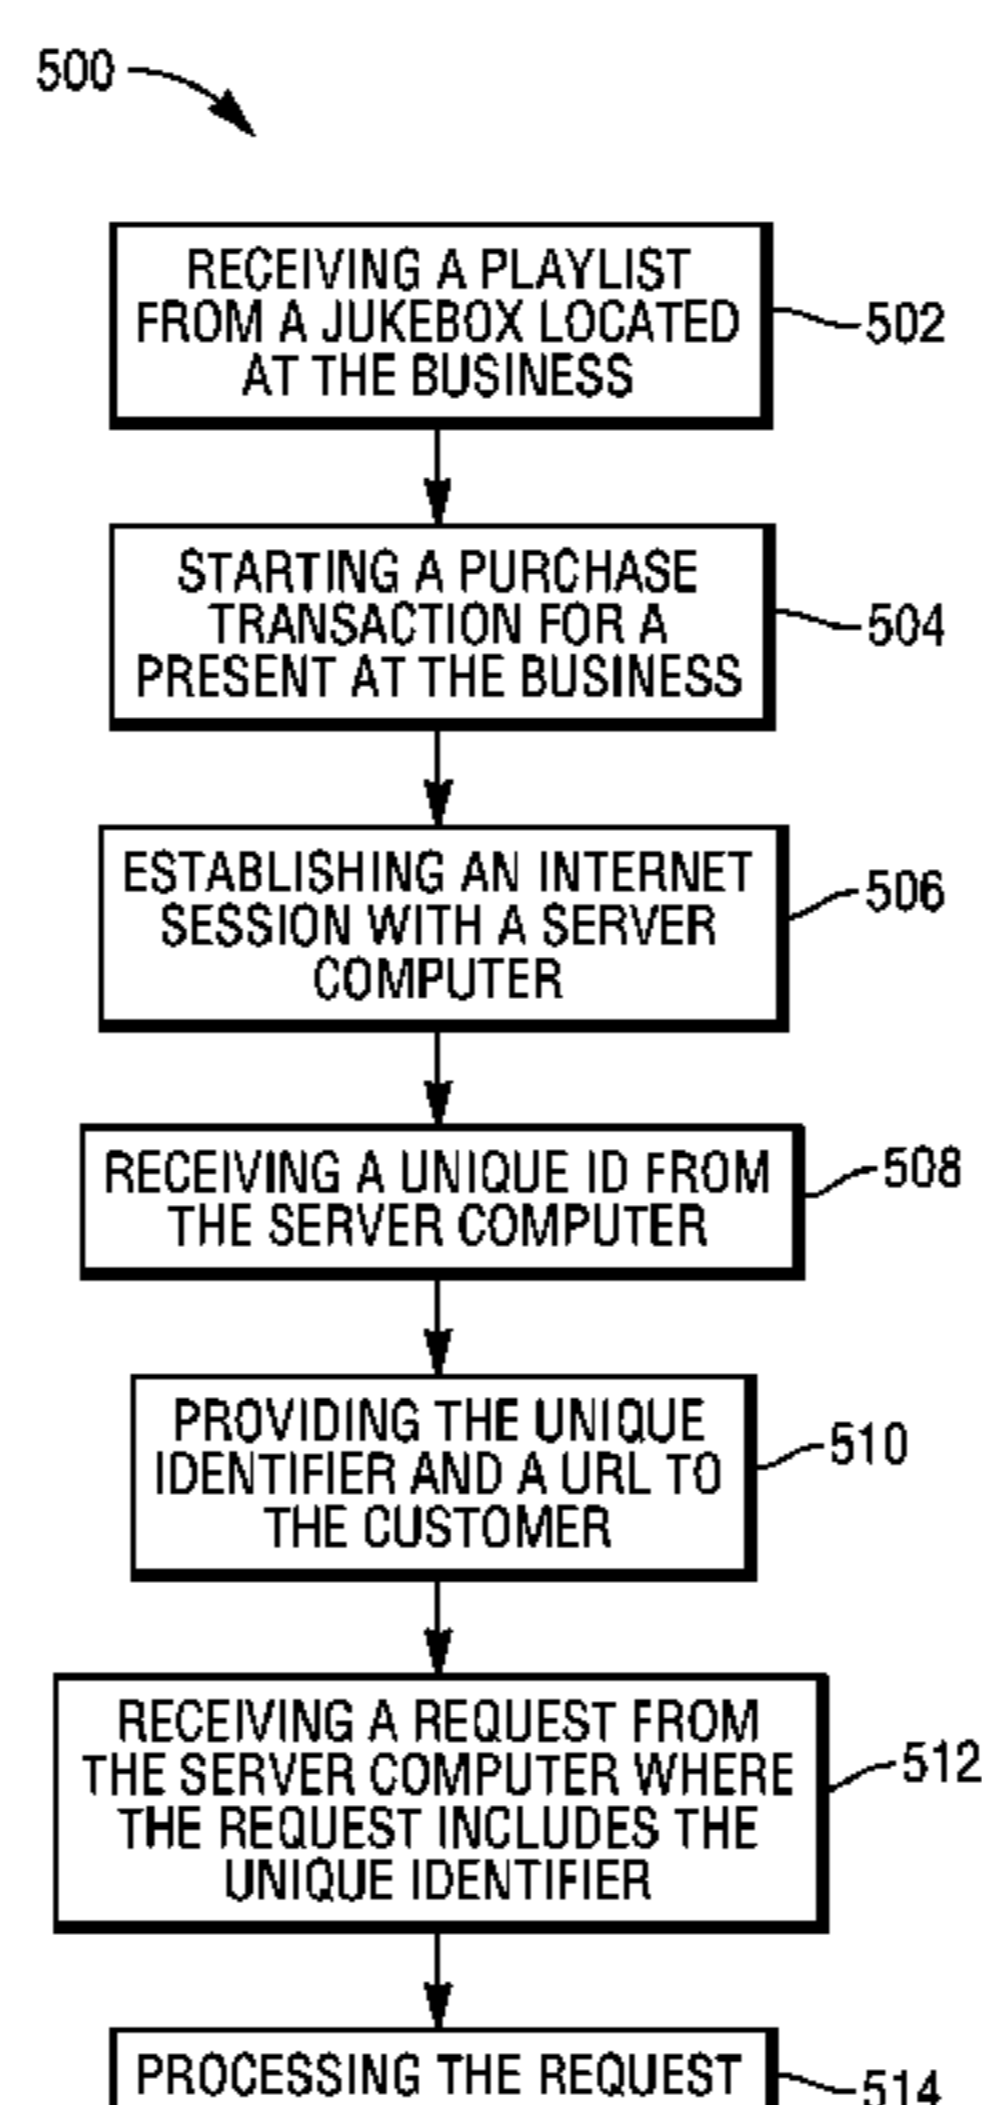 500
RECEIVING A PLAYLIST
FROM A JUKEBOX LOCATED
AT THE BUSINESS
502
STARTING A PURCHASE
TRANSACTION FOR A
PRESENT AT THE BUSINESS
504
ESTABLISHING AN INTERNET
SESSION WITH A SERVER
COMPUTER
506
RECEIVING A UNIQUE ID FROM
THE SERVER COMPUTER
508
PROVIDING THE UNIQUE
IDENTIFIER AND A URL TO
THE CUSTOMER
510
RECEIVING A REQUEST FROM
THE SERVER COMPUTER WHERE
THE REQUEST INCLUDES THE
UNIQUE IDENTIFIER
512
PROCESSING THE REQUEST
514